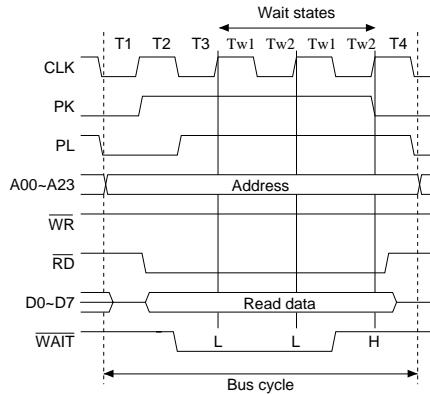 Wait states
T1 T2 T3 Tw1 Tw2 Tw1 Tw2 T4
CLK
PK
PL
A00~A23 Address
WR
RD
D0~D7 Read data
WAIT L L H
Bus cycle